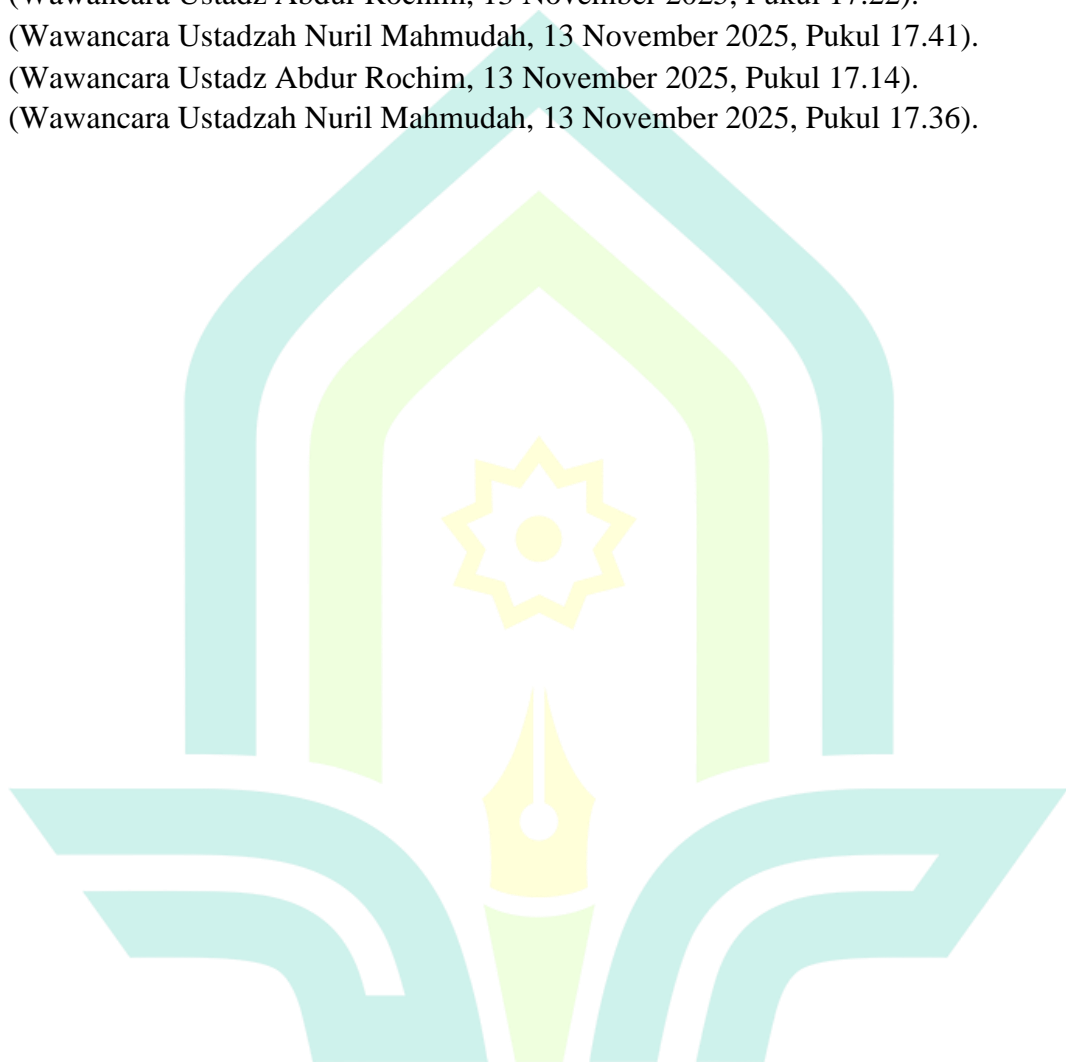 (Wawancara Ustadz Abdur Rochim, 13 November 2025, Pukul 17.22).
(Wawancara Ustadzah Nuril Mahmudah, 13 November 2025, Pukul 17.41).
(Wawancara Ustadz Abdur Rochim, 13 November 2025, Pukul 17.14).
(Wawancara Ustadzah Nuril Mahmudah, 13 November 2025, Pukul 17.36).